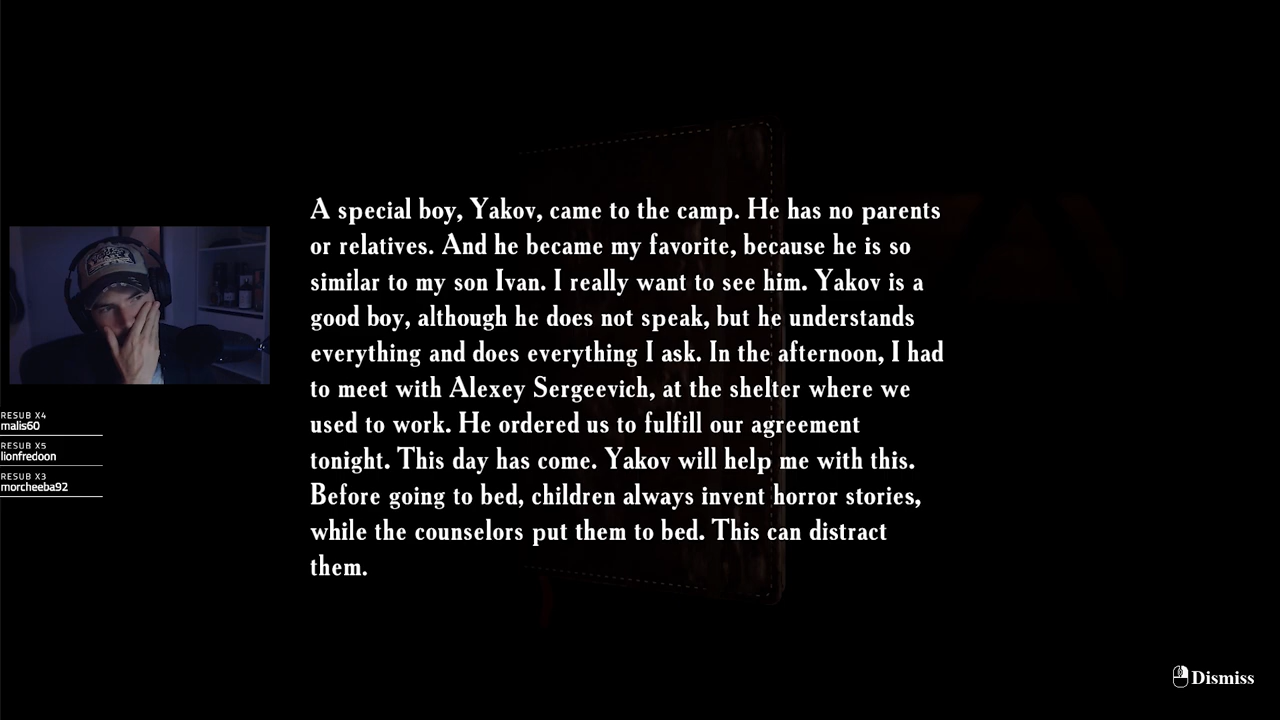 A special boy, Yakov, came to the camp. He has no parents
or relatives. And he became my favorite, because he is so
similar to my son Ivan. I really want to see him. Yakov is a
good boy, although he does not speak, but he understands
everything and does everything I ask. In the afternoon, I had
to meet with Alexey Sergeevich, at the shelter where we
used to work. He ordered us to fulfill our agreement
tonight. This day has come. Yakov will help me with this.
Before going to bed, children always invent horror stories,
while the counselors put them to bed. This can distract
them.
RESUB X4
malis60
RESUB X5
lionfredoon
RESUB X3
morcheeba92
Dismiss